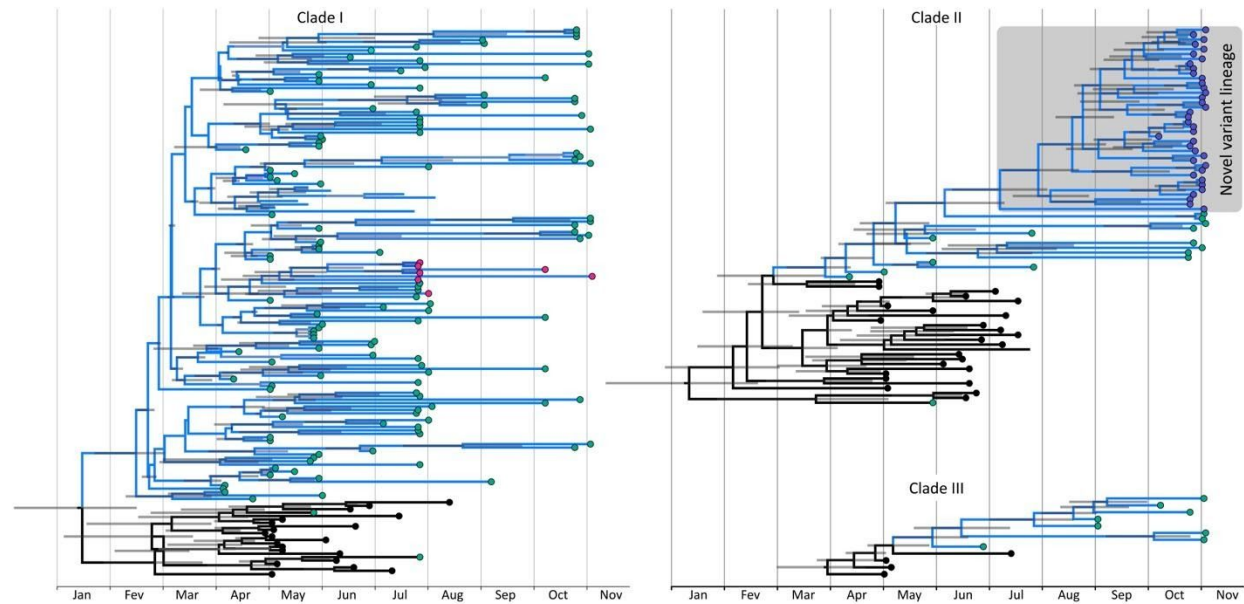 Clade I
Clade II
Novel variant lineage
Clade III
Jan Fev Mar Apr May Jun Jul Aug Sep Oct Nov
Jan Fev Mar Apr May Jun Jul Aug Sep Oct Nov